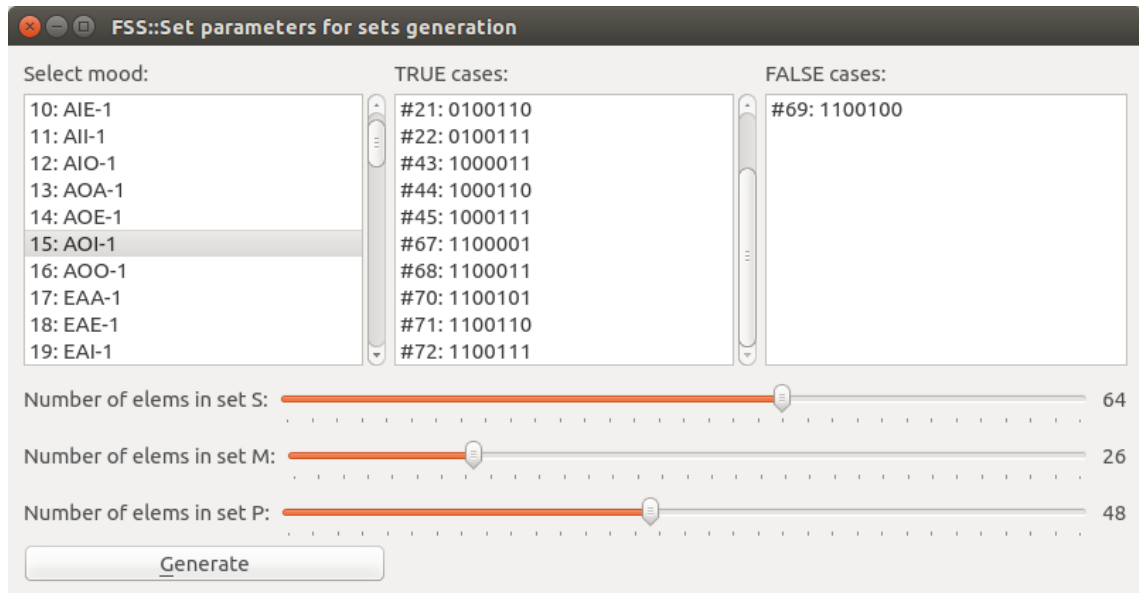 FSS::Set parameters for sets generation
Select mood:
10: AIE-1
11: AII-1
12: AIO-1
13: AOA-1
14: AOE-1
15: AOI-1
16: AOO-1
17: EAA-1
18: EAE-1
19: EAI-1
TRUE cases:
#21: 0100110
#22: 0100111
#43: 1000011
#44: 1000110
#45: 1000111
#67: 1100001
#68: 1100011
#70: 1100101
#71: 1100110
#72: 1100111
FALSE cases:
#69: 1100100
Number of elems in set S: 64
Number of elems in set M: 26
Number of elems in set P: 48
Generate